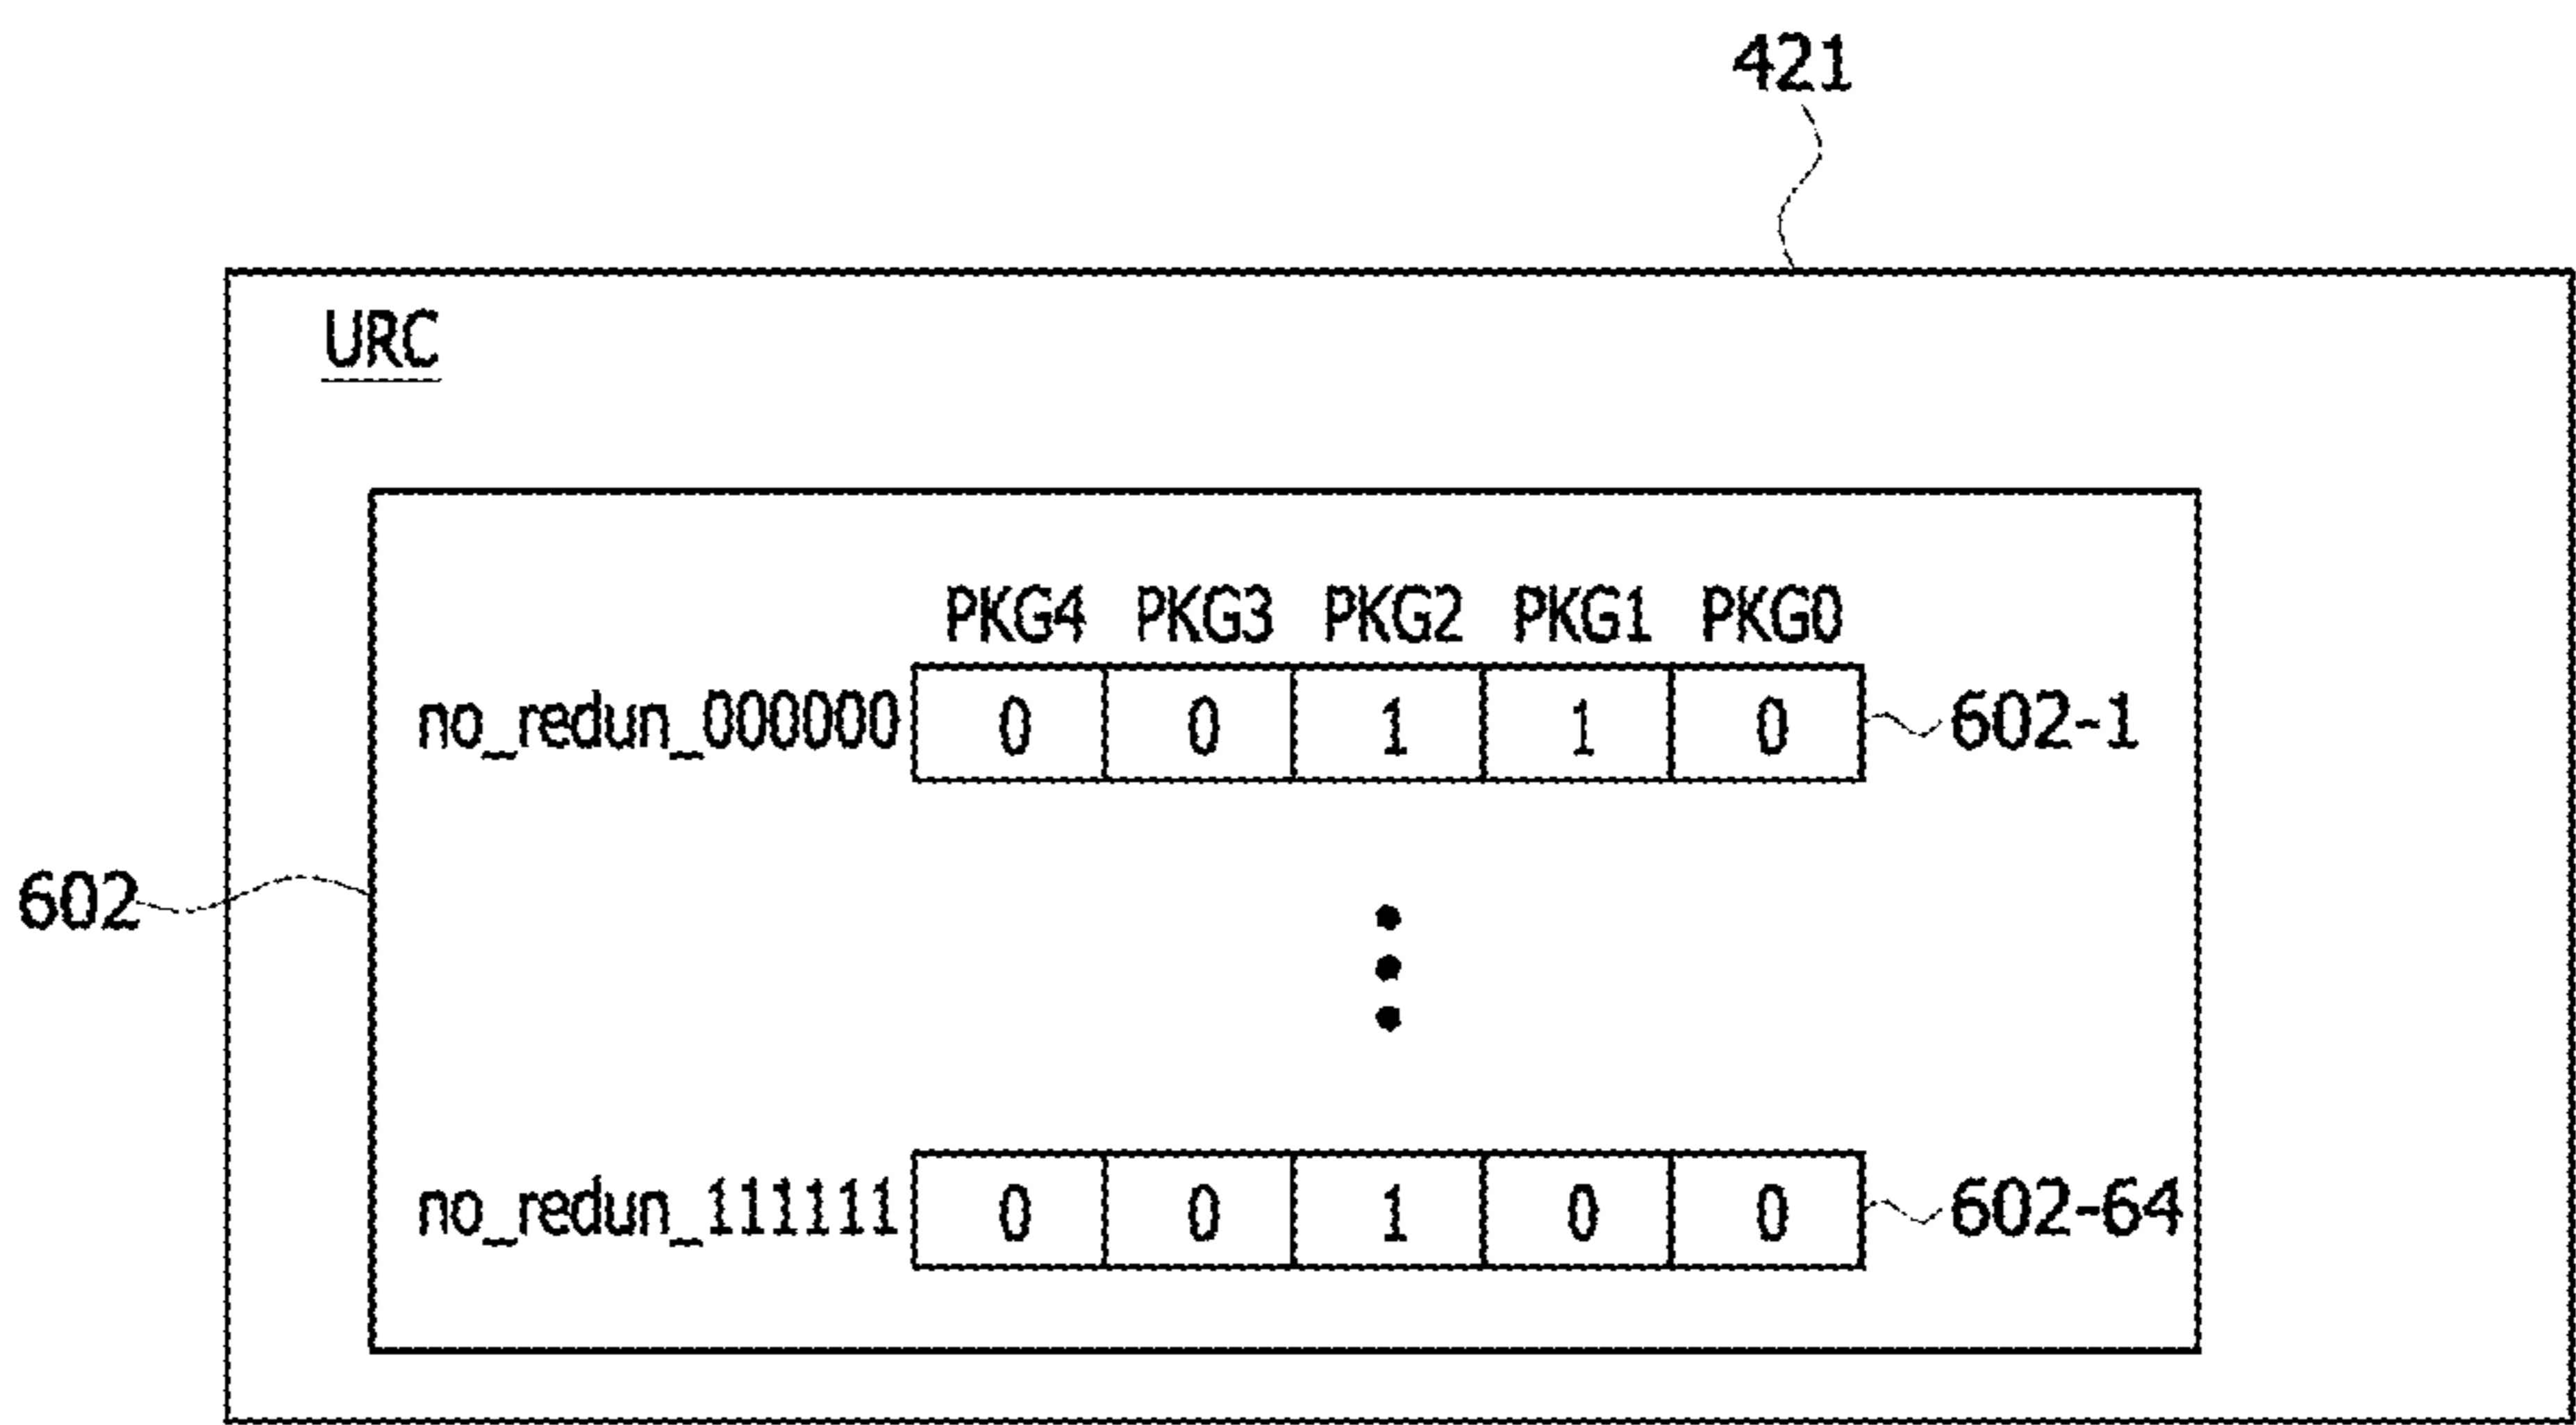 421
URC
PKG4 PKG3 PKG2 PKG1 PKG0
no_redun_000000 0 0 1 1 0 602-1
602
no_redun_111111 0 0 1 0 0 602-64